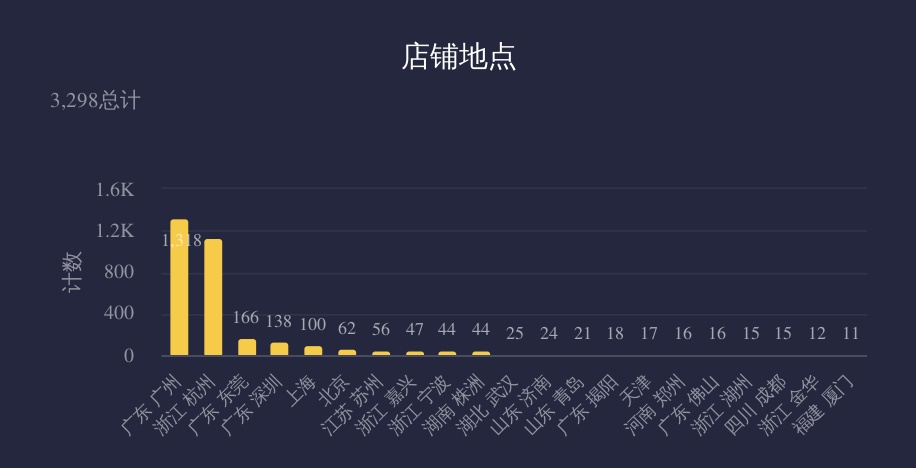 店铺地点
3,298总计
计数
1.6K
1.2K
800
400
0
1,318
166
138
100
62
56
47
44
44
25
24
21
18
17
16
16
15
15
12
11
广东 广州
浙江 杭州
广东 东莞
广东 深圳
上海
北京
江苏 苏州
浙江 嘉兴
浙江 宁波
湖南 株洲
湖北 武汉
山东 济南
山东 青岛
广东 揭阳
天津
河南 郑州
广东 佛山
浙江 湖州
四川 成都
浙江 金华
福建 厦门